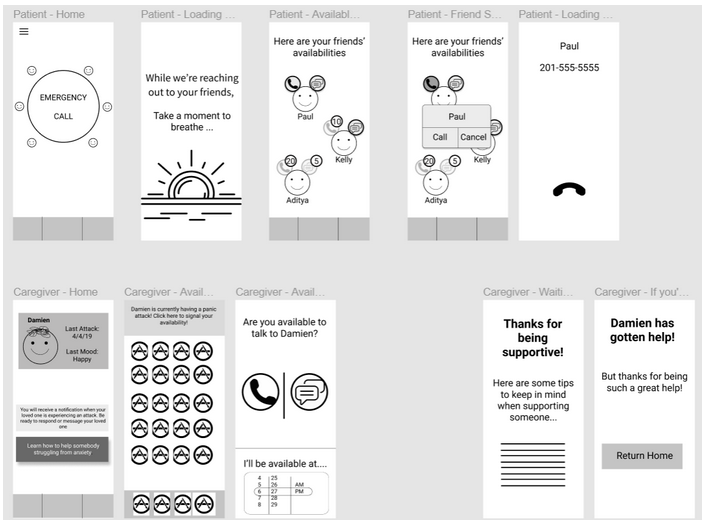 Patient - Home
EMERGENCY
CALL
Patient - Loading ...
While we're reaching
out to your friends,
Take a moment to
breathe ...
Patient - Availabl...
Here are your friends'
availabilities
Paul
10
Kelly
20
5
Aditya
Patient - Friend S...
Here are your friends'
availabilities
Paul
Call
Cancel
10
Kelly
20
5
Aditya
Patient - Loading ...
Paul
201-555-5555
Caregiver - Home
Damien
Last Attack:
4/4/19
Last Mood:
Happy
You will receive a notification when your
loved one is experiencing an attack. Be
ready to respond or message your loved
one
Learn how to help somebody
struggling from anxiety
Caregiver - Avail...
Damien is currently having a panic
attack! Click here to signal your
availability!
Caregiver - Avail...
Are you available to
talk to Damien?
I'll be available at....
4 25
5 26 AM
6 27 PM
7 28
8 29
Caregiver - Waiti...
Thanks for
being
supportive!
Here are some tips
to keep in mind
when supporting
someone...
Caregiver - If you'...
Damien has
gotten help!
But thanks for being
such a great help!
Return Home